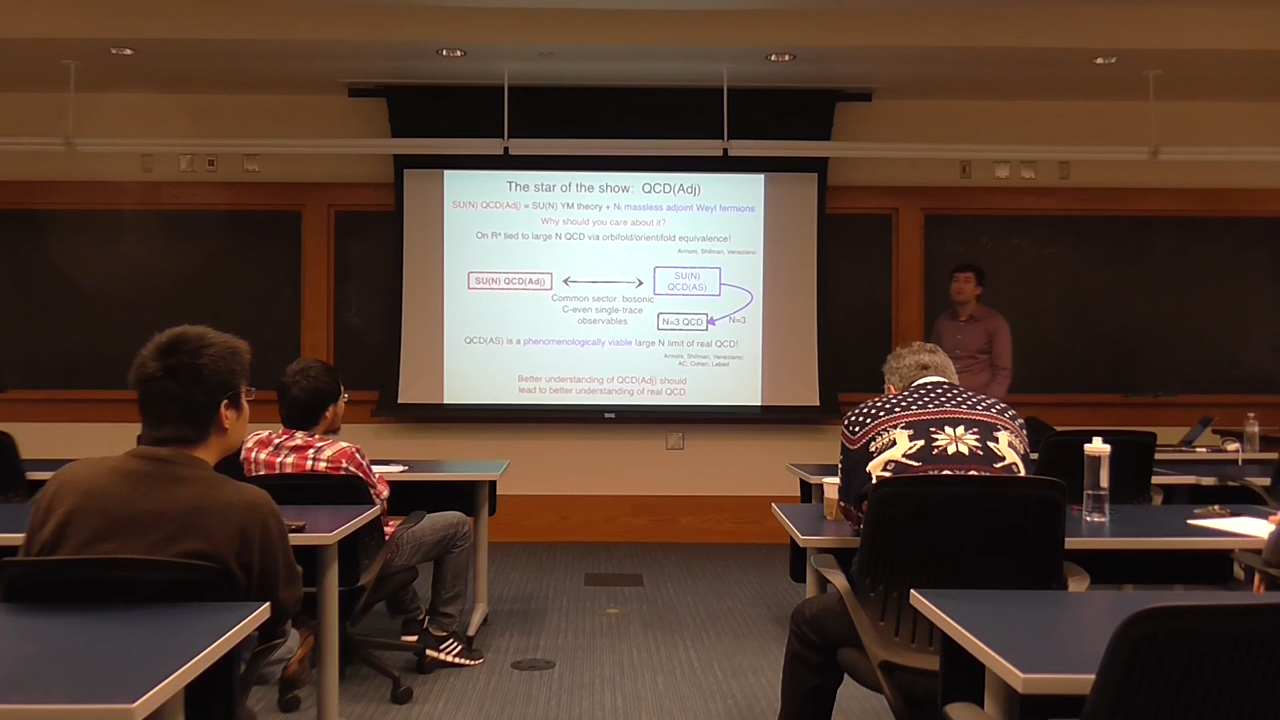 The star of the show: QCD(Adj)
SU(N) QCD(Adj) = SU(N) YM theory + Nf massless adjoint Weyl fermions
Why should you care about it?
On R⁴ tied to large N QCD via orbifold/orientifold equivalence!
Armoni, Shifman, Veneziano
SU(N) QCD(Adj)
SU(N)
QCD(AS)
Common sector bosonic
C-even single-trace
observables
N=3 QCD
N=3
QCD(AS) is a phenomenologically viable large N limit of real QCD!
Armoni, Shifman, Veneziano;
AC, Cohen, Lebed
Better understanding of QCD(Adj) should
lead to better understanding of real QCD